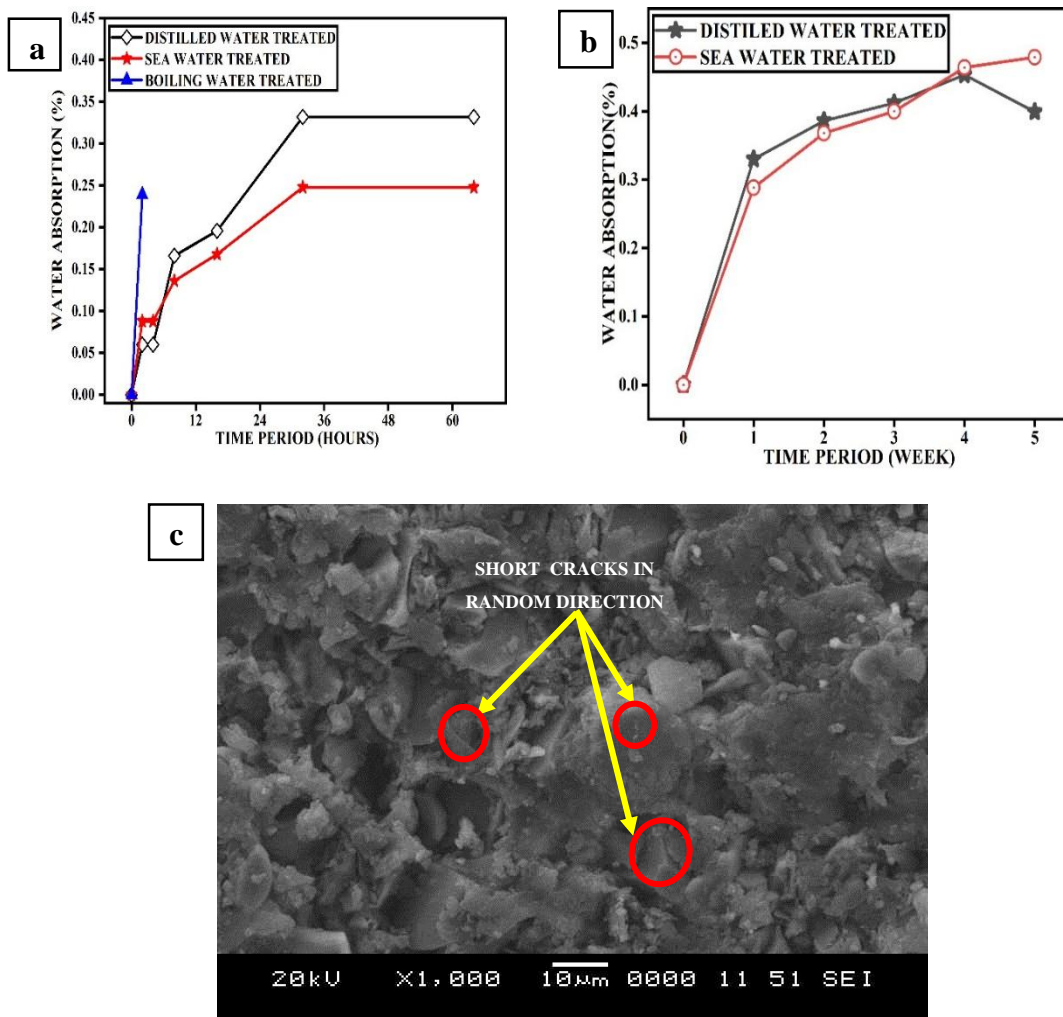 a
DISTILLED WATER TREATED
SEA WATER TREATED
BOILING WATER TREATED
0.45
0.40
0.35
0.30
0.25
0.20
0.15
0.10
0.05
0.00
WATER ABSORPTION (%)
0 12 24 36 48 60
TIME PERIOD (HOURS)
b
DISTILED WATER TREATED
SEA WATER TREATED
0.5
0.4
0.3
0.2
0.1
0.0
WATER ABSORPTION(%)
0 1 2 3 4 5
TIME PERIOD (WEEK)
c
SHORT CRACKS IN
RANDOM DIRECTION
20kV X1,000 10µm 0000 11 51 SEI